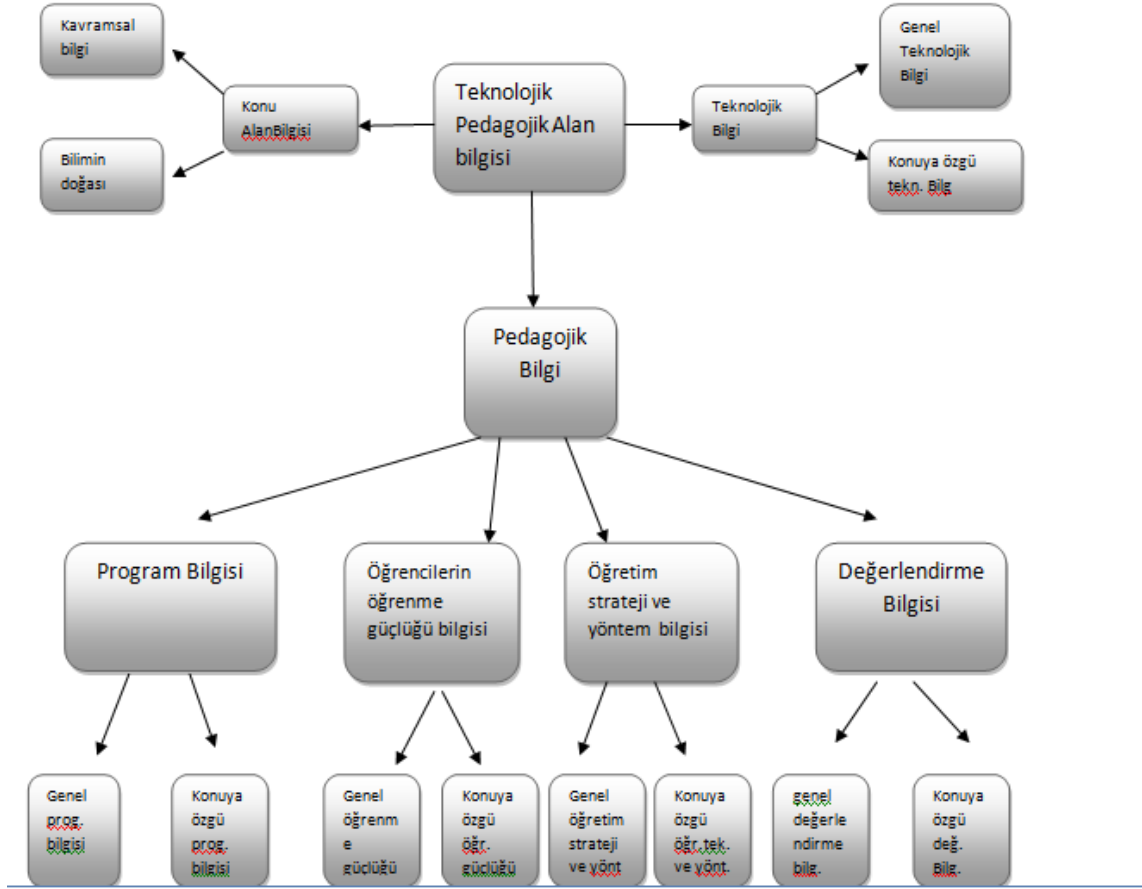 Kavramsal
bilgi
Genel
Teknolojik
Bilgi
Teknolojik
Pedagojik Alan
bilgisi
Konu
AlanBilgisi
Teknolojik
Bilgi
Bilimin
doğası
Konuya özgü
tekn. Bilg
Pedagojik
Bilgi
Program Bilgisi
Öğrencilerin
öğrenme
güçlüğü bilgisi
Öğretim
strateji ve
yöntem bilgisi
Değerlendirme
Bilgisi
Genel
prog.
bilgisi
Konuya
özgü
prog.
bilgisi
Genel
öğrenm
e
güçlüğü
Konuya
özgü
öğr.
güçlüğü
Genel
öğretim
strateji
ve yönt
Konuya
özgü
öğr.tek.
ve yönt.
genel
değerle
ndirme
bilg.
Konuya
özgü
değ.
Bilg.